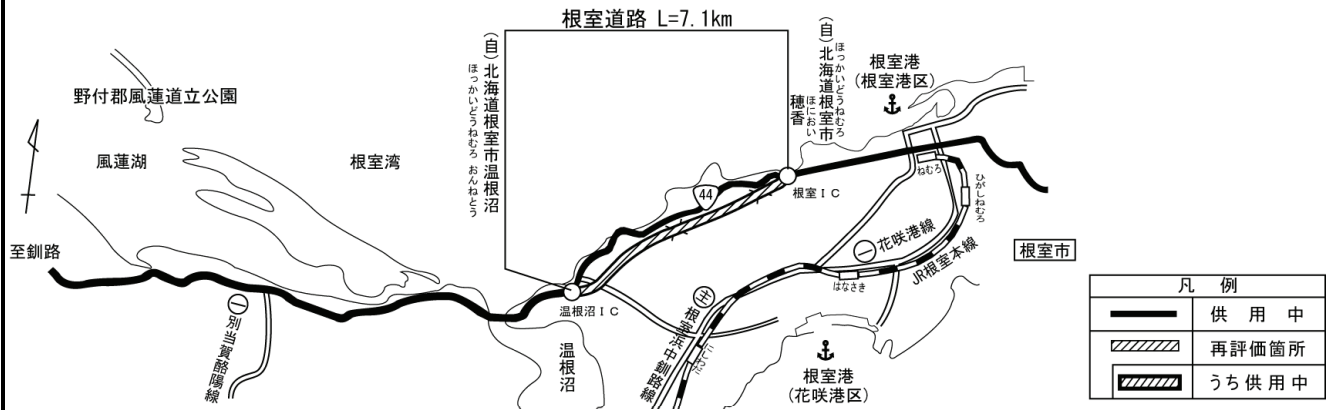 根室道路 L=7.1km
(自)北海道根室市温根沼
ほっかいどうねむろ おんねとう
(自)北海道根室市
ほっかいどうねむろ
穂香
ほにおい
根室港
(根室港区)
野付郡風蓮道立公園
風蓮湖
根室湾
44
根室IC
ねむろ
ひがしねむろ
至釧路
一 花咲港線
JR根室本線
はなさき
根室市
温根沼IC
一 別当賀酪陽線
温根沼
主 根室浜中釧路線
にしわだ
根室港
(花咲港区)
凡 例
供 用 中
再評価箇所
うち供用中